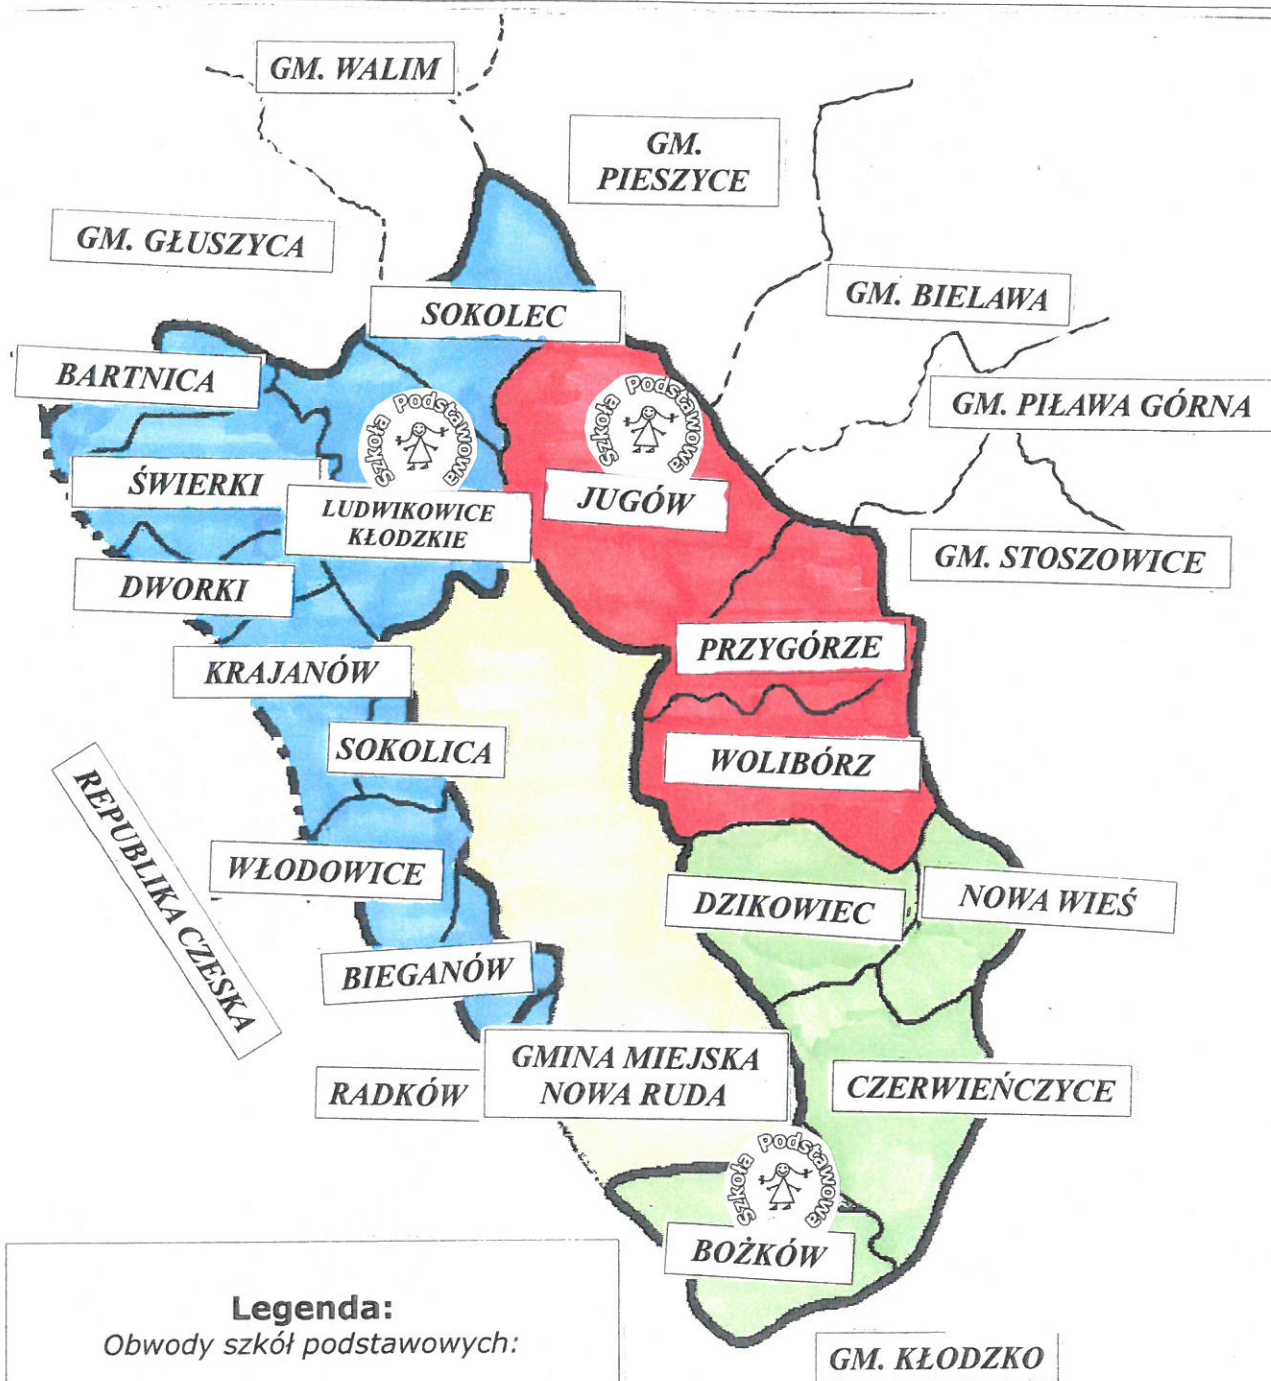 GM. WALIM
GM.
PIESZYCE
GM. GŁUSZYCA
GM. BIELAWA
SOKOLEC
BARTNICA
GM. PIŁAWA GÓRNA
Szkoła Podstawowa
Szkoła Podstawowa
ŚWIERKI
JUGÓW
LUDWIKOWICE
KŁODZKIE
GM. STOSZOWICE
DWORKI
PRZYGÓRZE
KRAJANÓW
SOKOLICA
WOLIBÓRZ
REPUBLIKA CZESKA
WŁODOWICE
DZIKOWIEC
NOWA WIEŚ
BIEGANÓW
GMINA MIEJSKA
NOWA RUDA
RADKÓW
CZERWIEŃCZYCE
Szkoła Podstawowa
BOŻKÓW
Legenda:
Obwody szkół podstawowych:
GM. KŁODZKO